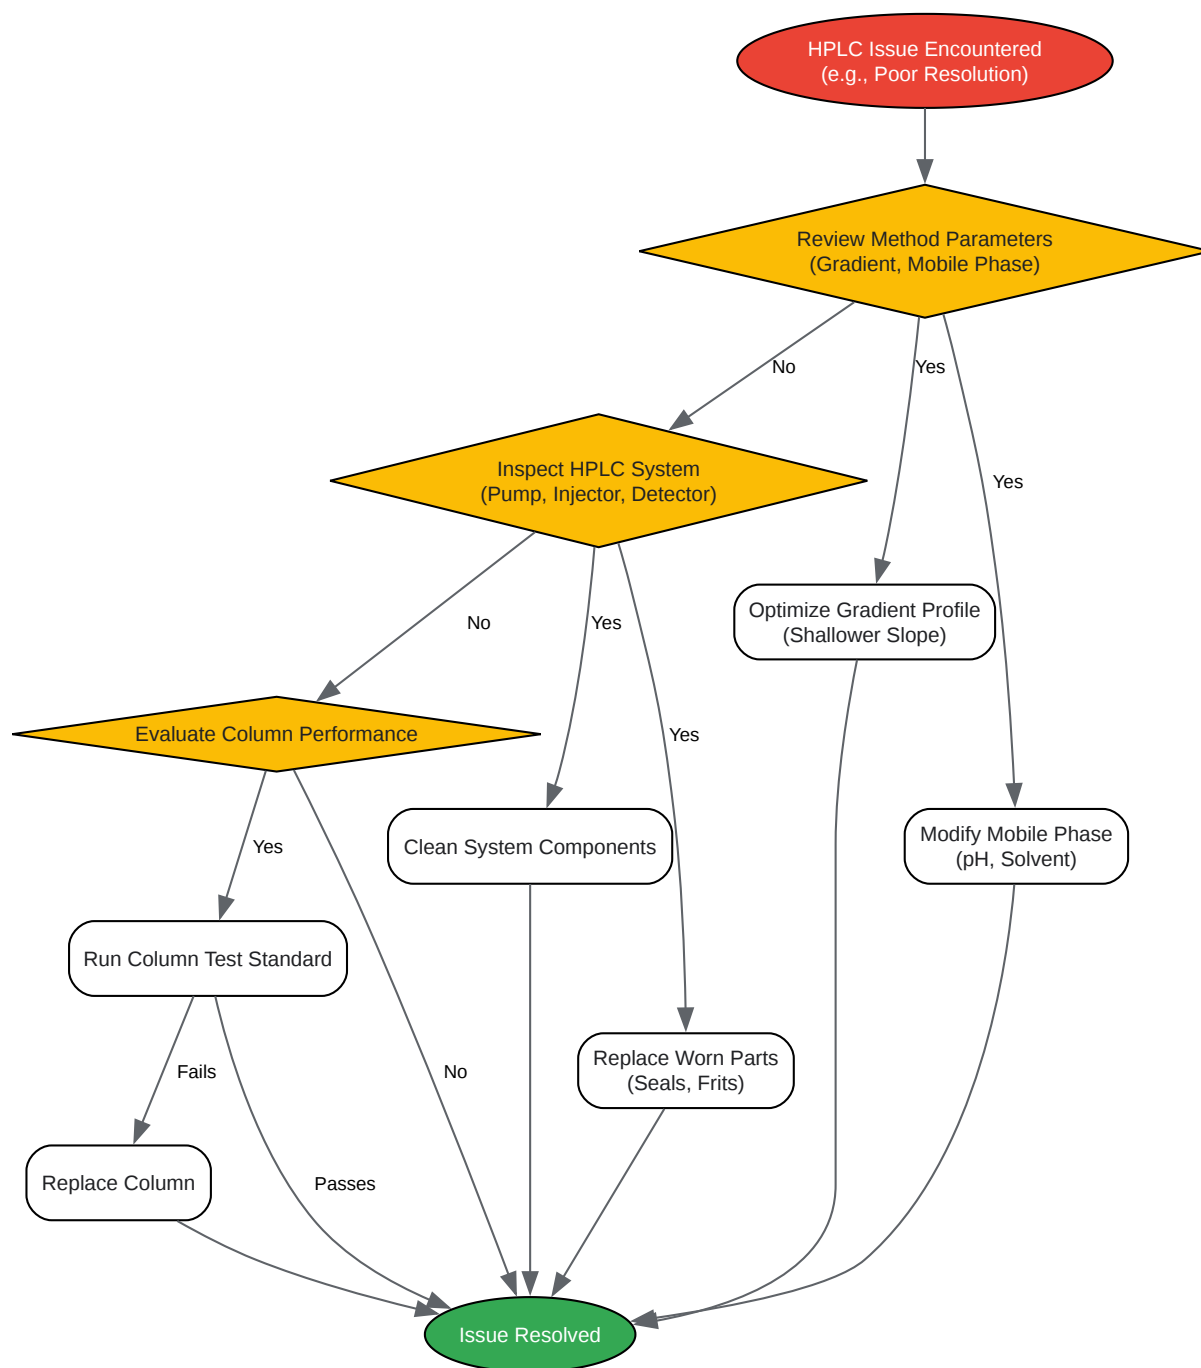 HPLC Issue Encountered
(e.g., Poor Resolution)
Review Method Parameters
(Gradient, Mobile Phase)
No
Yes
Yes
Inspect HPLC System
(Pump, Injector, Detector)
No
Yes
Yes
Optimize Gradient Profile
(Shallower Slope)
Evaluate Column Performance
Clean System Components
Modify Mobile Phase
(pH, Solvent)
Yes
No
Run Column Test Standard
Replace Worn Parts
(Seals, Frits)
Fails
Passes
Replace Column
Issue Resolved